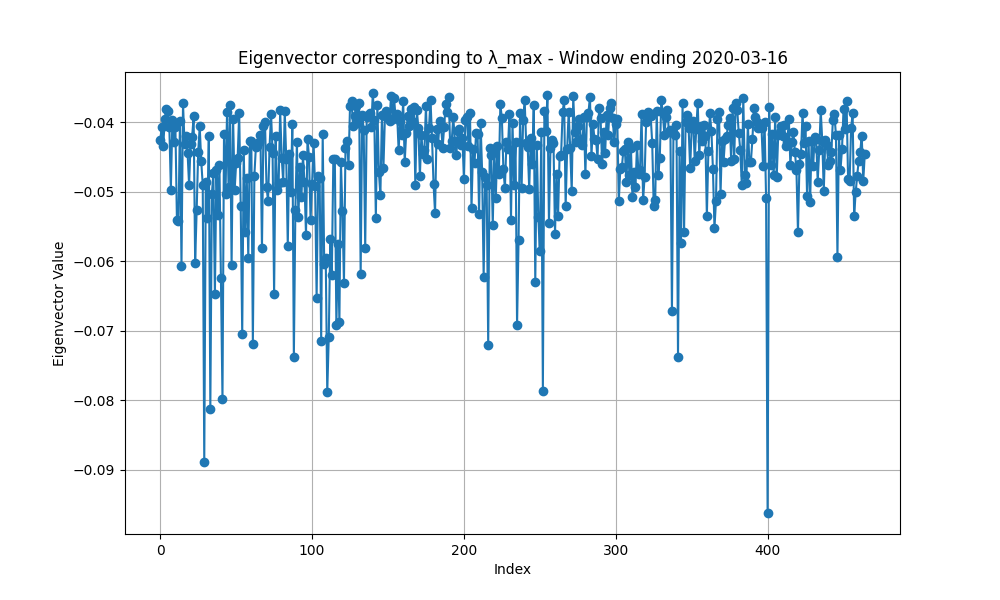 Eigenvector corresponding to λ_max - Window ending 2020-03-16
−0.04
−0.05
−0.06
−0.07
−0.08
−0.09
Eigenvector Value
0 100 200 300 400
Index